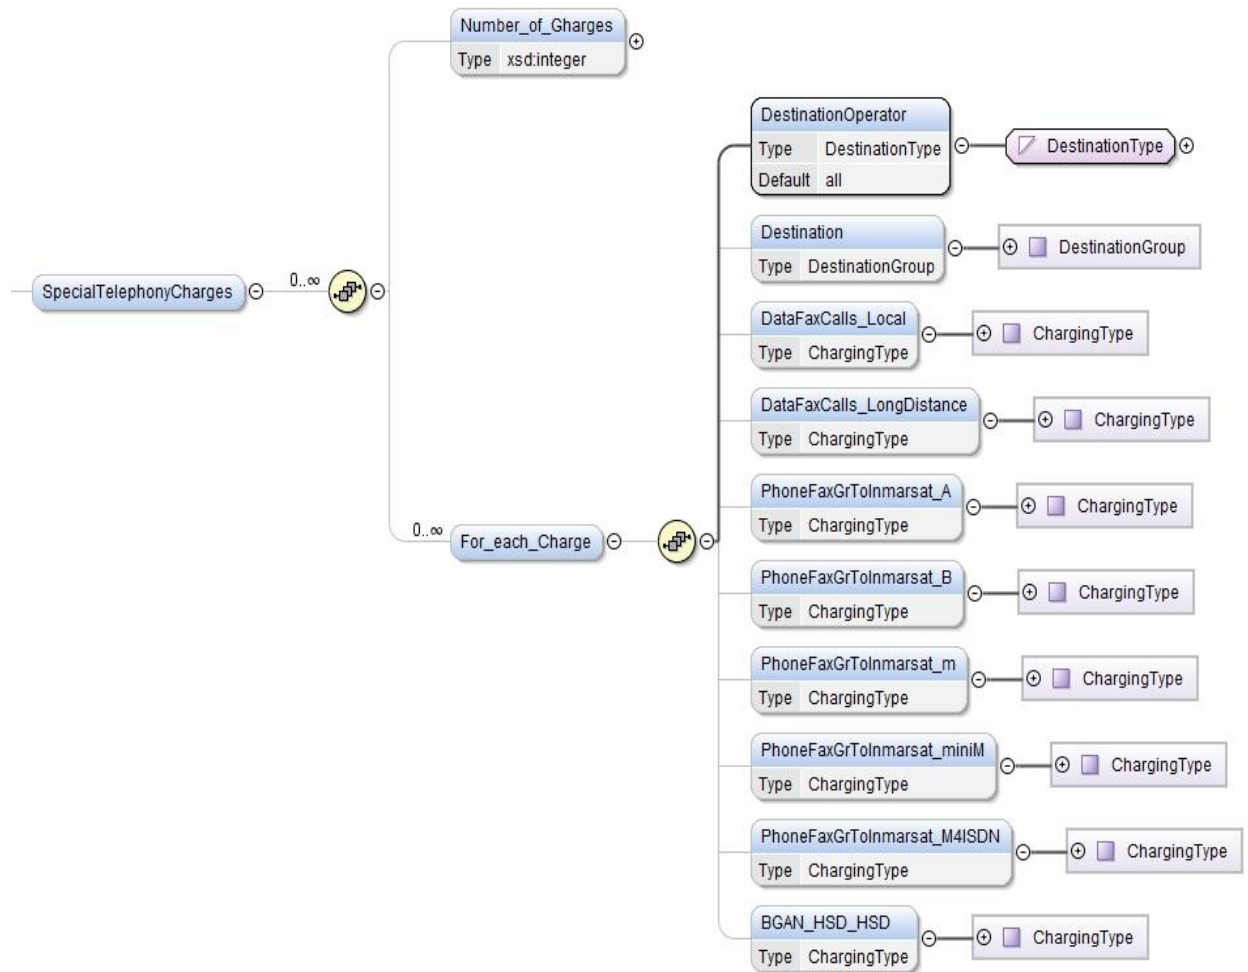 Number_of_Gharges
Type xsd:integer
DestinationOperator
Type DestinationType
Default all
DestinationType
Destination
Type DestinationGroup
DestinationGroup
SpecialTelephonyCharges
0..∞
DataFaxCalls_Local
Type ChargingType
ChargingType
DataFaxCalls_LongDistance
Type ChargingType
ChargingType
PhoneFaxGrToInmarsat_A
Type ChargingType
ChargingType
0..∞
For_each_Charge
PhoneFaxGrToInmarsat_B
Type ChargingType
ChargingType
PhoneFaxGrToInmarsat_m
Type ChargingType
ChargingType
PhoneFaxGrToInmarsat_miniM
Type ChargingType
ChargingType
PhoneFaxGrToInmarsat_M4ISDN
Type ChargingType
ChargingType
BGAN_HSD_HSD
Type ChargingType
ChargingType